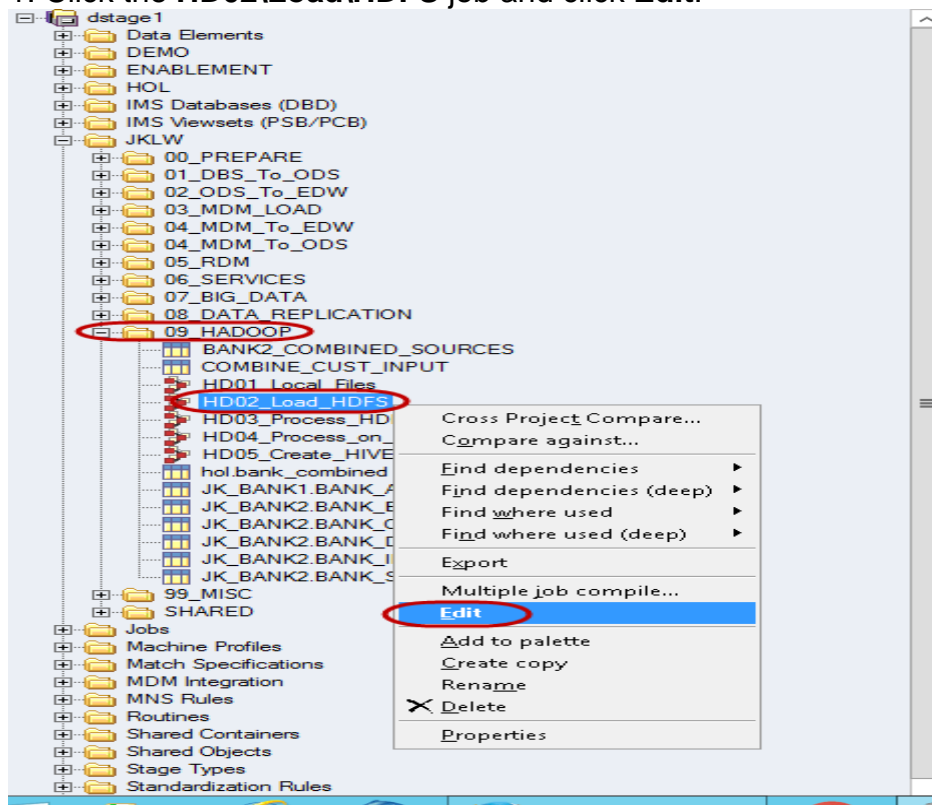 dstage1
Data Elements
DEMO
ENABLEMENT
HOL
IMS Databases (DBD)
IMS Viewsets (PSB/PCB)
JKLW
00_PREPARE
01_DBS_To_ODS
02_ODS_To_EDW
03_MDM_LOAD
04_MDM_To_EDW
04_MDM_To_ODS
05_RDM
06_SERVICES
07_BIG_DATA
08_DATA_REPLICATION
09_HADOOP
BANK2_COMBINED_SOURCES
COMBINE_CUST_INPUT
HD01_Local_Files
HD02_Load_HDFS
HD03_Process_HD
HD04_Process_on_
HD05_Create_HIVE
hol.bank_combined
JK_BANK1.BANK_A
JK_BANK2.BANK_
JK_BANK2.BANK_
JK_BANK2.BANK_
JK_BANK2.BANK_
JK_BANK2.BANK_
99_MISC
SHARED
Jobs
Machine Profiles
Match Specifications
MDM Integration
MNS Rules
Routines
Shared Containers
Shared Objects
Stage Types
Standardization Rules
Cross Project Compare...
Compare against...
Find dependencies
Find dependencies (deep)
Find where used
Find where used (deep)
Export
Multiple job compile...
Edit
Add to palette
Create copy
Rename
Delete
Properties